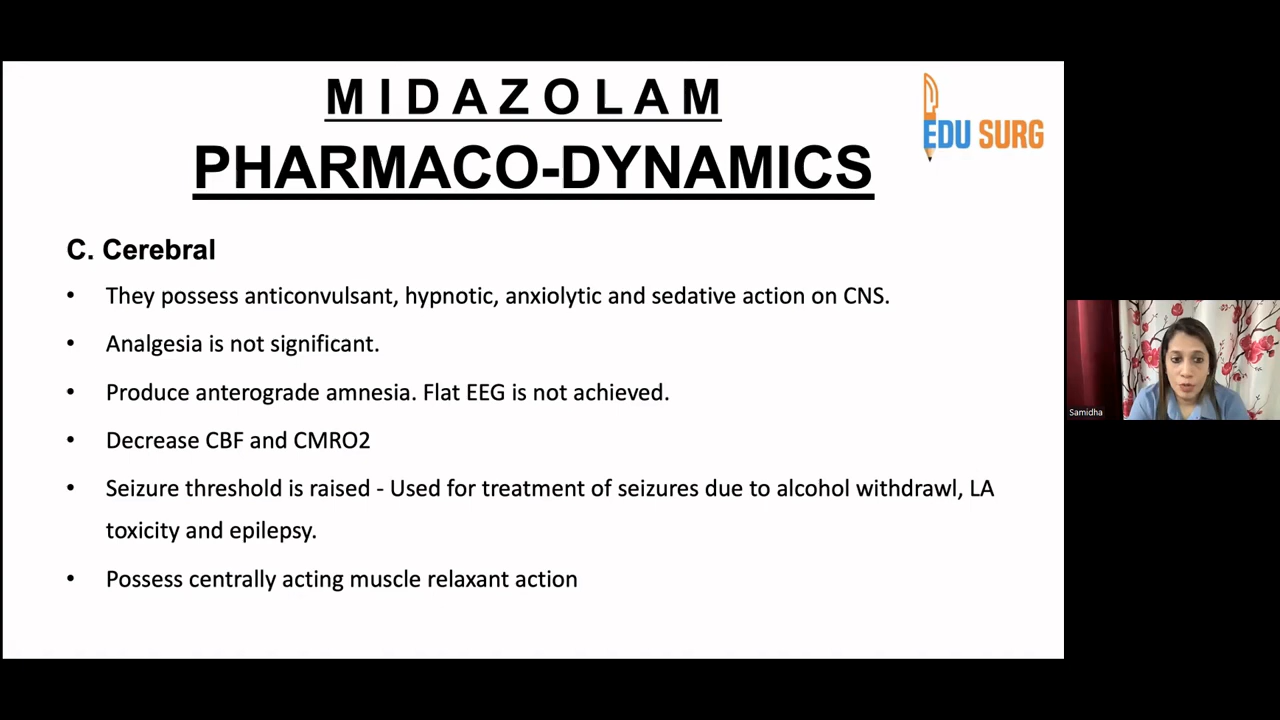 MIDAZOLAM
PHARMACO-DYNAMICS
EDU SURG
C. Cerebral
• They possess anticonvulsant, hypnotic, anxiolytic and sedative action on CNS.
• Analgesia is not significant.
• Produce anterograde amnesia. Flat EEG is not achieved.
• Decrease CBF and CMRO2
• Seizure threshold is raised - Used for treatment of seizures due to alcohol withdrawl, LA
toxicity and epilepsy.
• Possess centrally acting muscle relaxant action
Samidha